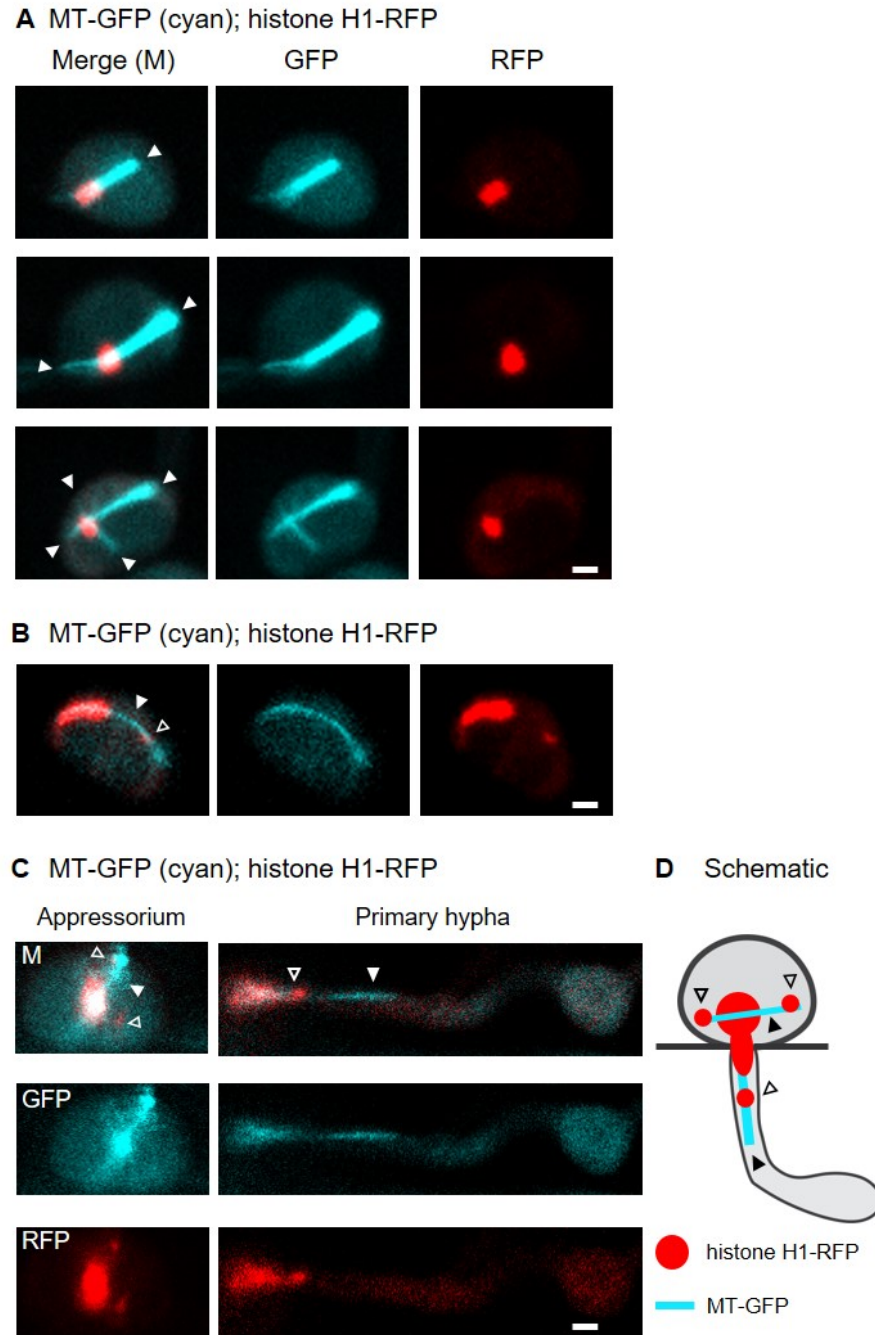 A MT-GFP (cyan); histone H1-RFP
Merge (M) GFP RFP
B MT-GFP (cyan); histone H1-RFP
C MT-GFP (cyan); histone H1-RFP
Appressorium Primary hypha
M
GFP
RFP
D Schematic
histone H1-RFP
MT-GFP